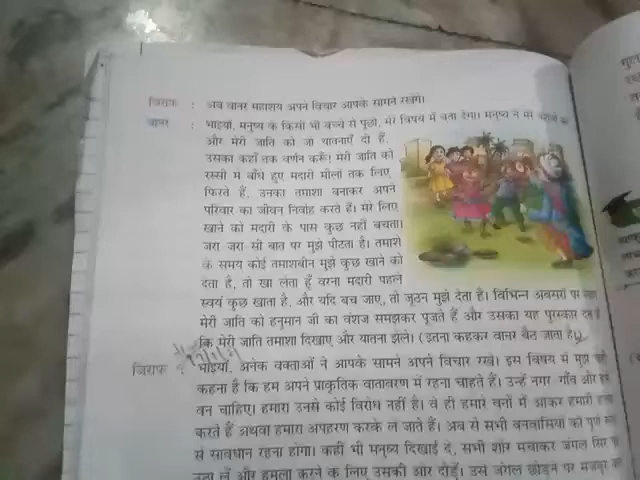 जिराफ : अब वानर महाशय अपने विचार आपके सामने रखेंगे।
वानर : भाइयो, मनुष्य के किसी भी बच्चे से पूछो, मेरे विषय में बता देगा। मनुष्य ने मेरे
और मेरी जाति को जो यातनाएँ दी हैं,
उसका कहाँ तक वर्णन करूँ! मेरी जाति को
रस्सी में बाँधे हुए मदारी मीलों तक लिए
फिरते हैं, उनका तमाशा बनाकर अपने
परिवार का जीवन निर्वाह करते हैं। मेरे लिए
खाने को मदारी के पास कुछ नहीं बचता।
जरा जरा सी बात पर मुझे पीटता है। तमाशे
के समय कोई तमाशबीन मुझे कुछ खाने को
देता है, तो खा लेता हूँ वरना मदारी पहले
स्वयं कुछ खाता है, और यदि बच जाए, तो जूठन मुझे देता है। विभिन्न अवसरों पर
मेरी जाति को हनुमान जी का वंशज समझकर पूजते हैं और उसका यह पुरस्कार
कि मेरी जाति तमाशा दिखाए और यातना झेले। (इतना कहकर वानर बैठ जाता है)
जिराफ : भाइयो, अनेक वक्ताओं ने आपके सामने अपने विचार रखे। इस विषय में मुझे
कहना है कि हम अपने प्राकृतिक वातावरण में रहना चाहते हैं। उन्हें नगर गाँव और हमें
वन चाहिए। हमारा उनसे कोई विरोध नहीं है। वे ही हमारे वनों में आकर हमारी
करते हैं अथवा हमारा अपहरण करके ले जाते हैं। अब से सभी वनवासियों को पूर्ण
से सावधान रहना होगा। कहीं भी मनुष्य दिखाई दे, सभी शोर मचाकर जंगल सिर
उठा लें और हमला करने के लिए उसकी ओर दौड़ें। उसे जंगल छोड़ने पर मजबूर